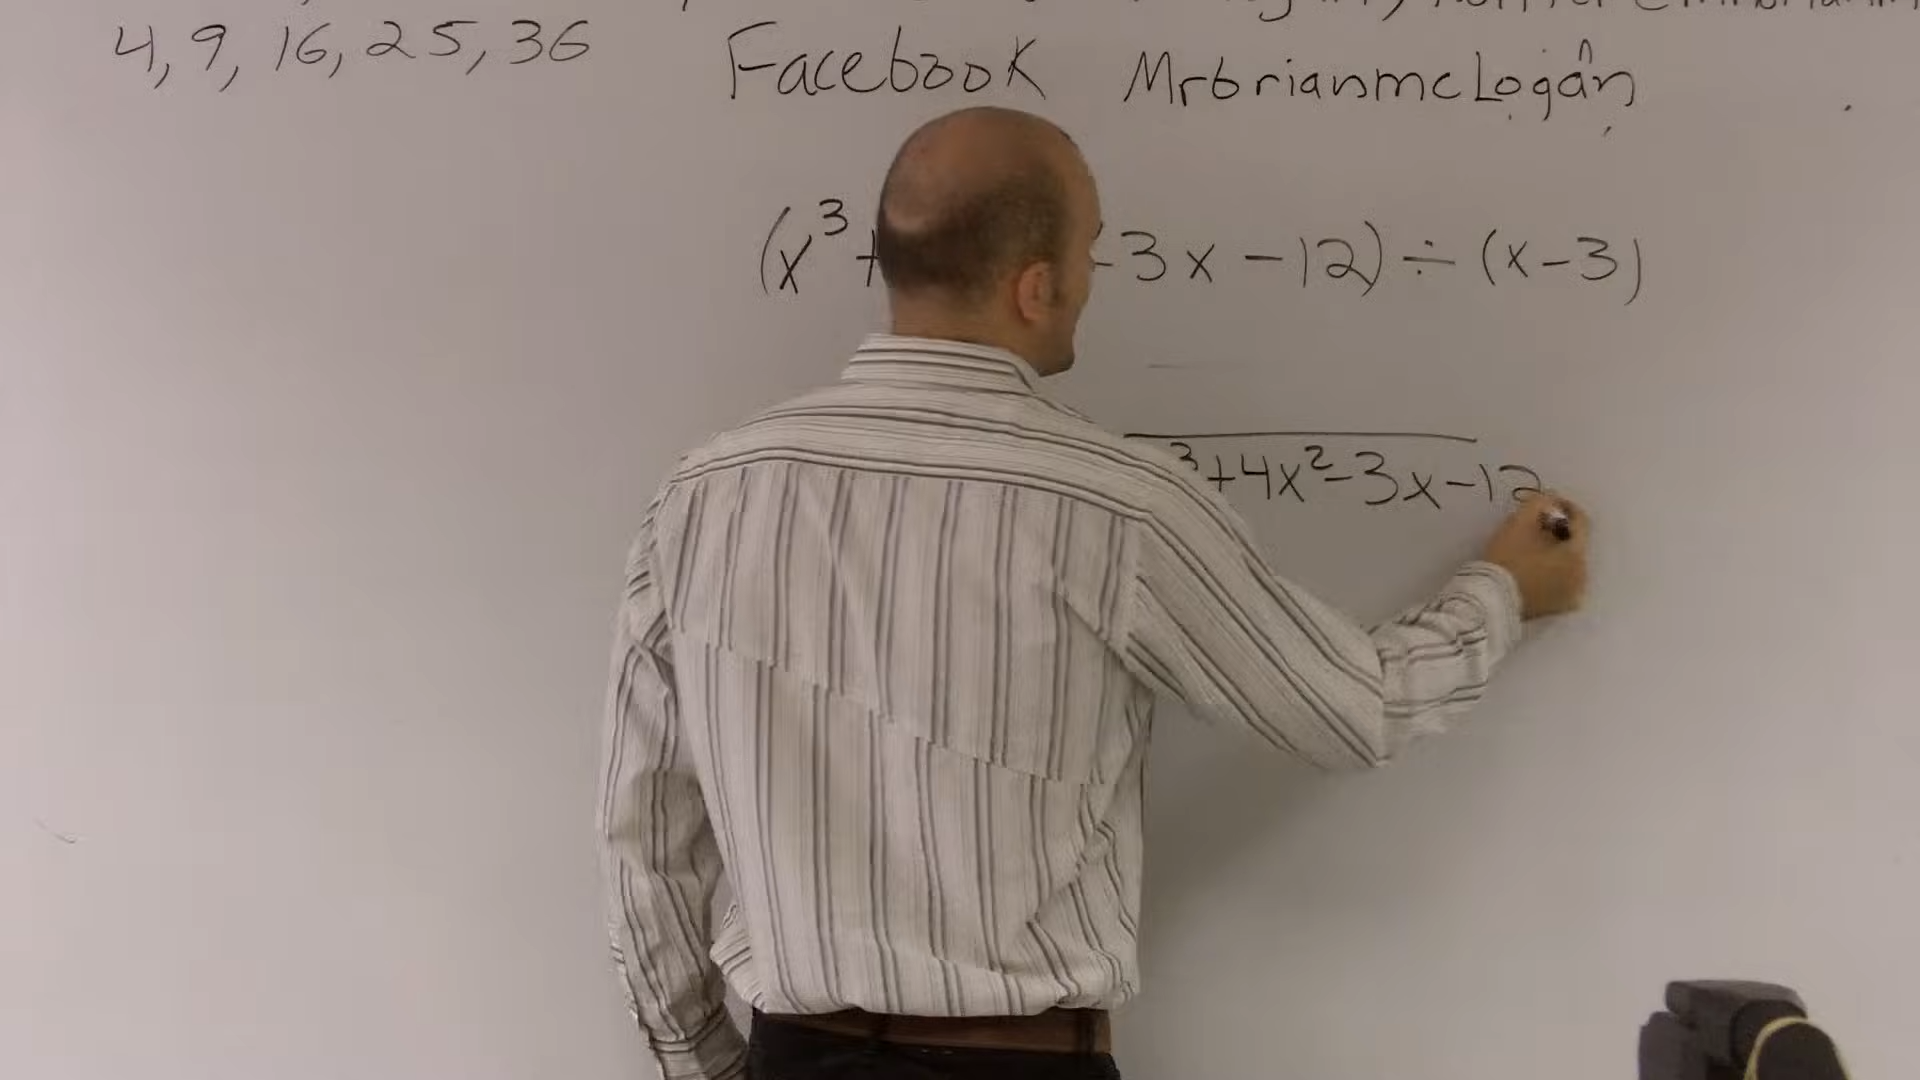 4, 9, 16, 25, 36 Facebook MrbrianmcLogan
(x³+ -3x-12)÷(x-3)
³+4x²-3x-12